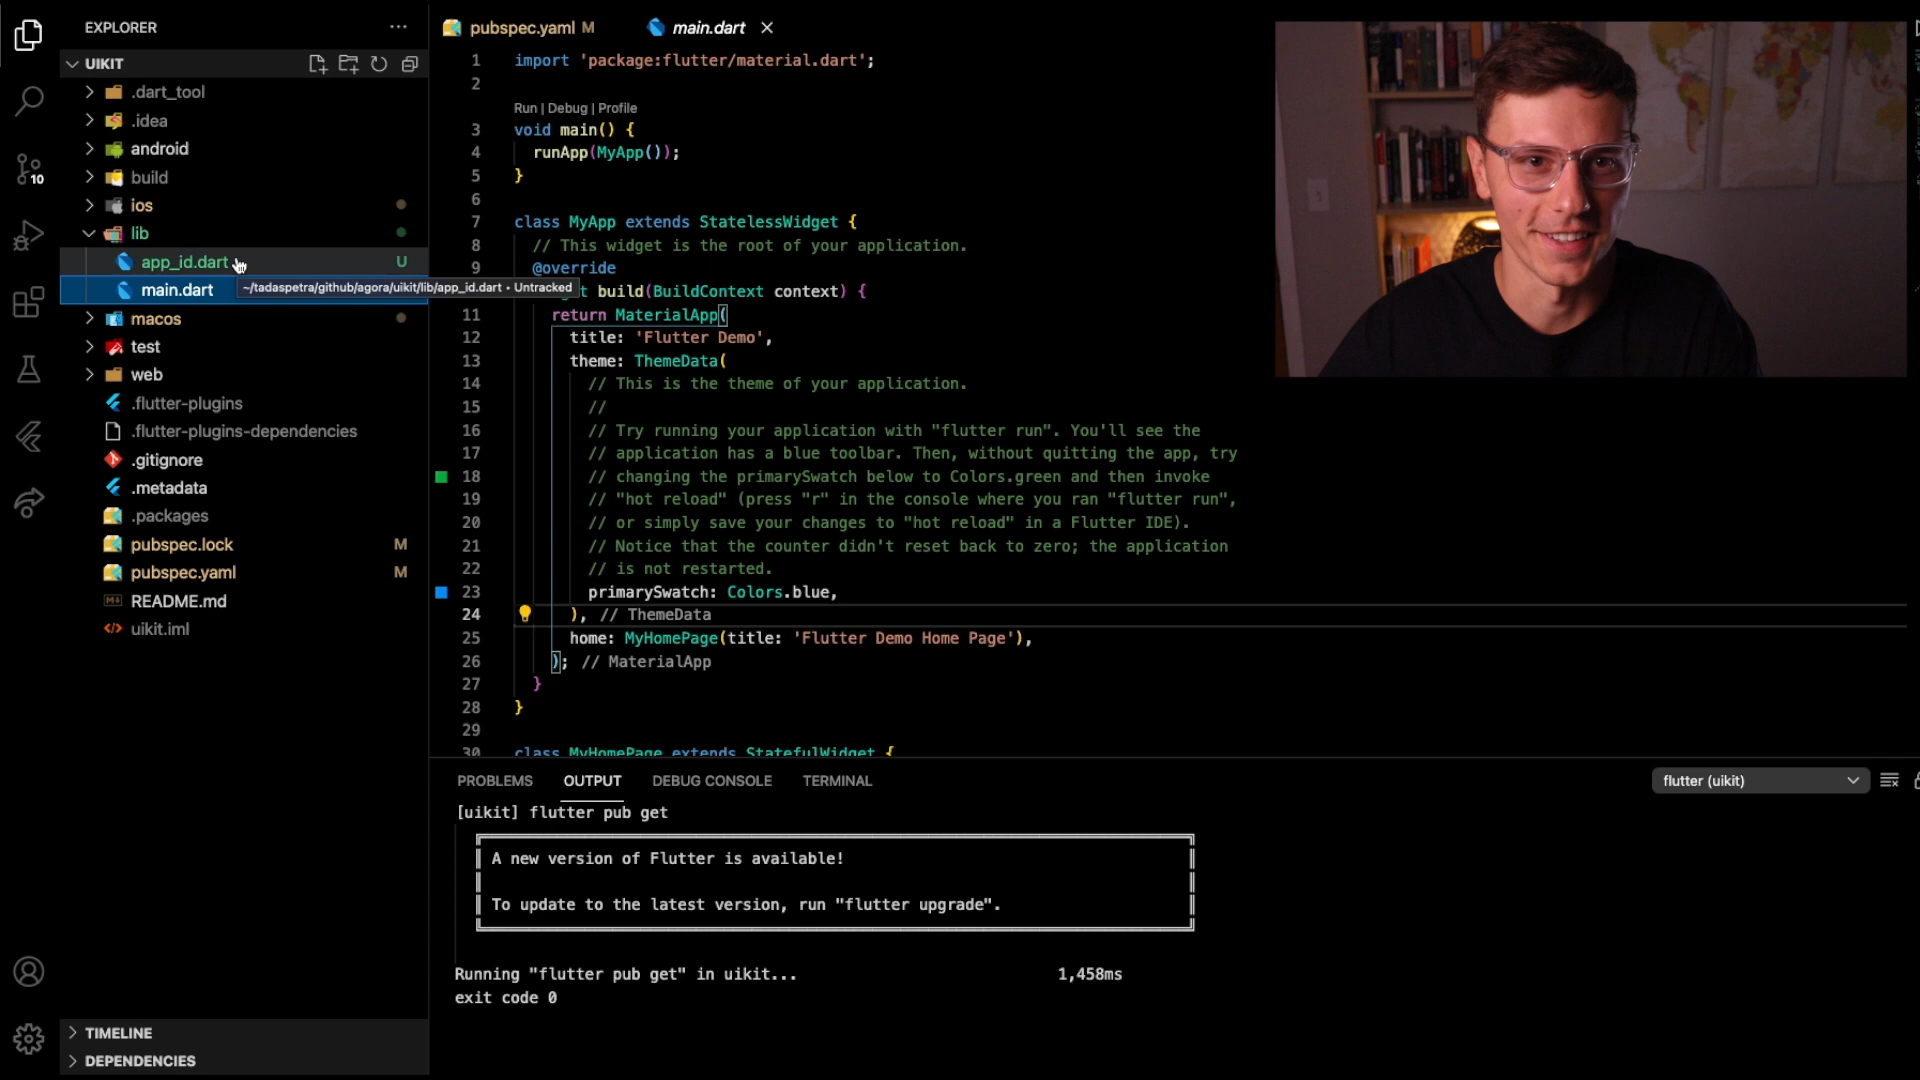 EXPLORER
UIKIT
.dart_tool
.idea
android
build
ios
lib
app_id.dart U
main.dart
~/tadaspetra/github/agora/uikit/lib/app_id.dart • Untracked
macos
test
web
.flutter-plugins
.flutter-plugins-dependencies
.gitignore
.metadata
.packages
pubspec.lock M
pubspec.yaml M
README.md
uikit.iml
TIMELINE
DEPENDENCIES
10
pubspec.yaml M
main.dart
1 import 'package:flutter/material.dart';
2
Run | Debug | Profile
3 void main() {
4 runApp(MyApp());
5 }
6
7 class MyApp extends StatelessWidget {
8 // This widget is the root of your application.
9 @override
build(BuildContext context) {
11 return MaterialApp(
12 title: 'Flutter Demo',
13 theme: ThemeData(
14 // This is the theme of your application.
15 //
16 // Try running your application with "flutter run". You'll see the
17 // application has a blue toolbar. Then, without quitting the app, try
18 // changing the primarySwatch below to Colors.green and then invoke
19 // "hot reload" (press "r" in the console where you ran "flutter run",
20 // or simply save your changes to "hot reload" in a Flutter IDE).
21 // Notice that the counter didn't reset back to zero; the application
22 // is not restarted.
23 primarySwatch: Colors.blue,
24 ), // ThemeData
25 home: MyHomePage(title: 'Flutter Demo Home Page'),
26 ); // MaterialApp
27 }
28 }
29
30 class MyHomePage extends StatefulWidget {
PROBLEMS OUTPUT DEBUG CONSOLE TERMINAL
flutter (uikit)
[uikit] flutter pub get
A new version of Flutter is available!
To update to the latest version, run "flutter upgrade".
Running "flutter pub get" in uikit... 1,458ms
exit code 0